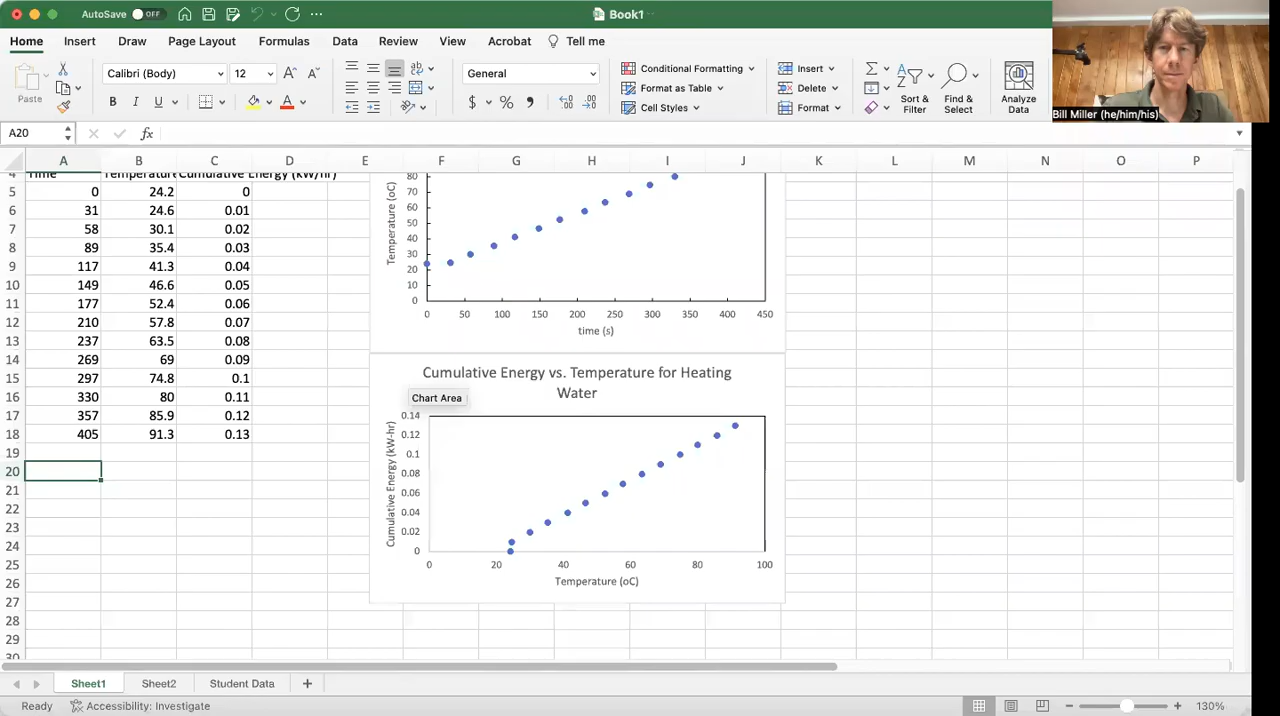 AutoSave OFF
Book1
Home Insert Draw Page Layout Formulas Data Review View Acrobat Tell me
Paste
Calibri (Body) 12
B I U
General
Conditional Formatting
Format as Table
Cell Styles
Insert
Delete
Format
Sort & Filter
Find & Select
Analyze Data
Bill Miller (he/him/his)
A20 fx
A B C D E F G H I J K L M N O P
4 Time Temperature Cumulative Energy (kW/hr)
5 0 24.2 0
6 31 24.6 0.01
7 58 30.1 0.02
8 89 35.4 0.03
9 117 41.3 0.04
10 149 46.6 0.05
11 177 52.4 0.06
12 210 57.8 0.07
13 237 63.5 0.08
14 269 69 0.09
15 297 74.8 0.1
16 330 80 0.11
17 357 85.9 0.12
18 405 91.3 0.13
19
20
21
22
23
24
25
26
27
28
29
30
Temperature (oC)
80
70
60
50
40
30
20
10
0
0 50 100 150 200 250 300 350 400 450
time (s)
Cumulative Energy vs. Temperature for Heating
Water
Chart Area
Cumulative Energy (kW-hr)
0.14
0.12
0.1
0.08
0.06
0.04
0.02
0
0 20 40 60 80 100
Temperature (oC)
Sheet1 Sheet2 Student Data +
Ready Accessibility: Investigate 130%